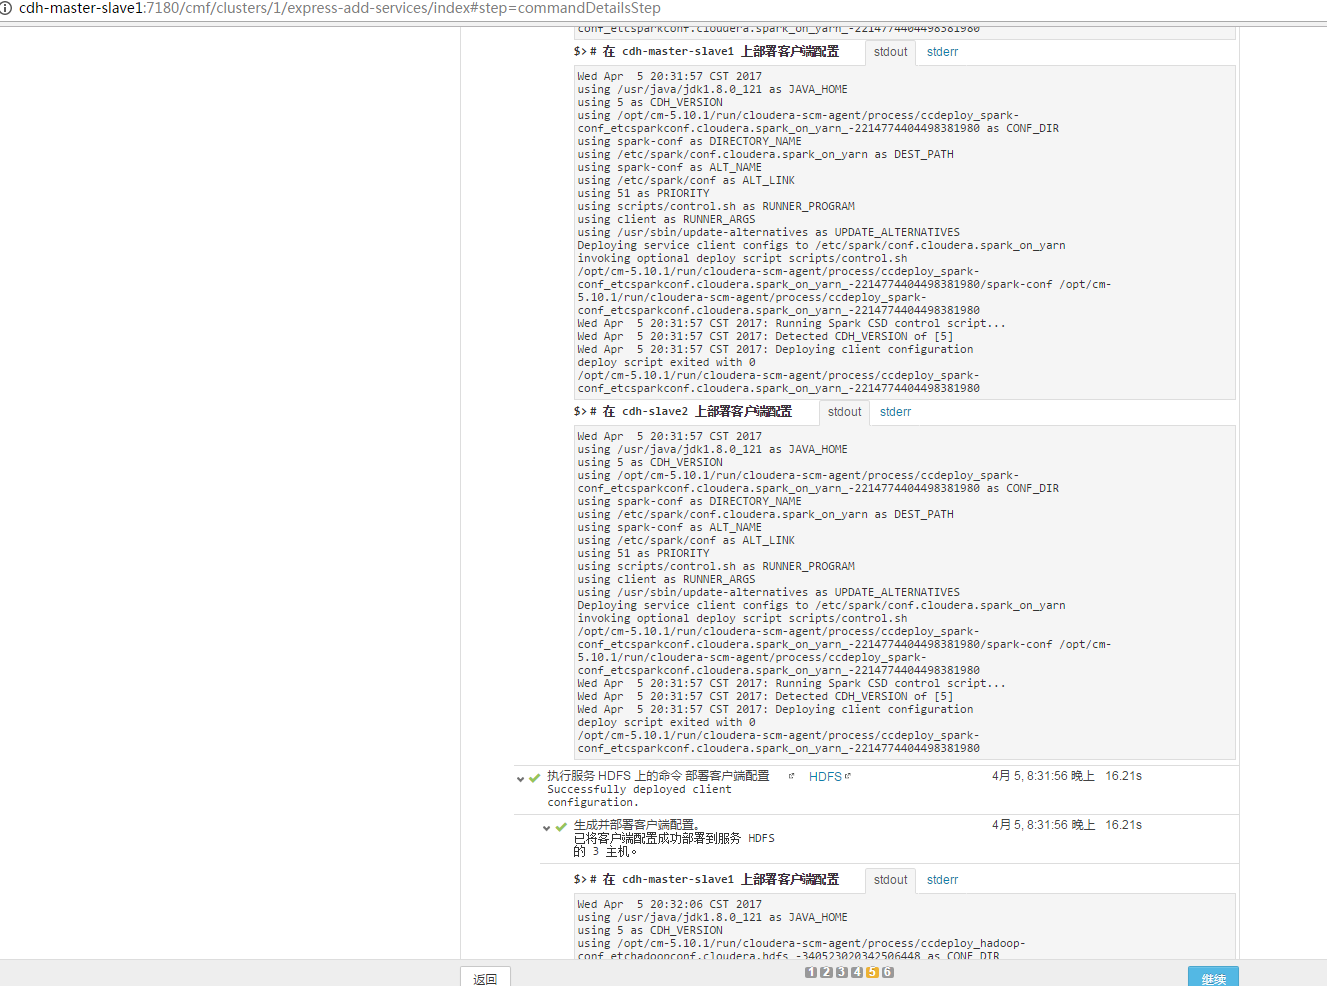 cdh-master-slave1:7180/cmf/clusters/1/express-add-services/index#step=commandDetailsStep
conf_etcsparkconf.cloudera.spark_on_yarn_-2214774404498381980
$># 在 cdh-master-slave1 上部署客户端配置 stdout stderr
Wed Apr  5 20:31:57 CST 2017
using /usr/java/jdk1.8.0_121 as JAVA_HOME
using 5 as CDH_VERSION
using /opt/cm-5.10.1/run/cloudera-scm-agent/process/ccdeploy_spark-
conf_etcsparkconf.cloudera.spark_on_yarn_-2214774404498381980 as CONF_DIR
using spark-conf as DIRECTORY_NAME
using /etc/spark/conf.cloudera.spark_on_yarn as DEST_PATH
using spark-conf as ALT_NAME
using /etc/spark/conf as ALT_LINK
using 51 as PRIORITY
using scripts/control.sh as RUNNER_PROGRAM
using client as RUNNER_ARGS
using /usr/sbin/update-alternatives as UPDATE_ALTERNATIVES
Deploying service client configs to /etc/spark/conf.cloudera.spark_on_yarn
invoking optional deploy script scripts/control.sh
/opt/cm-5.10.1/run/cloudera-scm-agent/process/ccdeploy_spark-
conf_etcsparkconf.cloudera.spark_on_yarn_-2214774404498381980/spark-conf /opt/cm-
5.10.1/run/cloudera-scm-agent/process/ccdeploy_spark-
conf_etcsparkconf.cloudera.spark_on_yarn_-2214774404498381980
Wed Apr  5 20:31:57 CST 2017: Running Spark CSD control script...
Wed Apr  5 20:31:57 CST 2017: Detected CDH_VERSION of [5]
Wed Apr  5 20:31:57 CST 2017: Deploying client configuration
deploy script exited with 0
/opt/cm-5.10.1/run/cloudera-scm-agent/process/ccdeploy_spark-
conf_etcsparkconf.cloudera.spark_on_yarn_-2214774404498381980
$># 在 cdh-slave2 上部署客户端配置 stdout stderr
Wed Apr  5 20:31:57 CST 2017
using /usr/java/jdk1.8.0_121 as JAVA_HOME
using 5 as CDH_VERSION
using /opt/cm-5.10.1/run/cloudera-scm-agent/process/ccdeploy_spark-
conf_etcsparkconf.cloudera.spark_on_yarn_-2214774404498381980 as CONF_DIR
using spark-conf as DIRECTORY_NAME
using /etc/spark/conf.cloudera.spark_on_yarn as DEST_PATH
using spark-conf as ALT_NAME
using /etc/spark/conf as ALT_LINK
using 51 as PRIORITY
using scripts/control.sh as RUNNER_PROGRAM
using client as RUNNER_ARGS
using /usr/sbin/update-alternatives as UPDATE_ALTERNATIVES
Deploying service client configs to /etc/spark/conf.cloudera.spark_on_yarn
invoking optional deploy script scripts/control.sh
/opt/cm-5.10.1/run/cloudera-scm-agent/process/ccdeploy_spark-
conf_etcsparkconf.cloudera.spark_on_yarn_-2214774404498381980/spark-conf /opt/cm-
5.10.1/run/cloudera-scm-agent/process/ccdeploy_spark-
conf_etcsparkconf.cloudera.spark_on_yarn_-2214774404498381980
Wed Apr  5 20:31:57 CST 2017: Running Spark CSD control script...
Wed Apr  5 20:31:57 CST 2017: Detected CDH_VERSION of [5]
Wed Apr  5 20:31:57 CST 2017: Deploying client configuration
deploy script exited with 0
/opt/cm-5.10.1/run/cloudera-scm-agent/process/ccdeploy_spark-
conf_etcsparkconf.cloudera.spark_on_yarn_-2214774404498381980
执行服务 HDFS 上的命令 部署客户端配置 HDFS 4月 5, 8:31:56 晚上 16.21s
Successfully deployed client
configuration.
生成并部署客户端配置。 4月 5, 8:31:56 晚上 16.21s
已将客户端配置成功部署到服务 HDFS
的 3 主机。
$># 在 cdh-master-slave1 上部署客户端配置 stdout stderr
Wed Apr  5 20:32:06 CST 2017
using /usr/java/jdk1.8.0_121 as JAVA_HOME
using 5 as CDH_VERSION
using /opt/cm-5.10.1/run/cloudera-scm-agent/process/ccdeploy_hadoop-
conf_etchadoopconf.cloudera.hdfs_-340523020342506448 as CONF_DIR
返回 1 2 3 4 5 6 继续